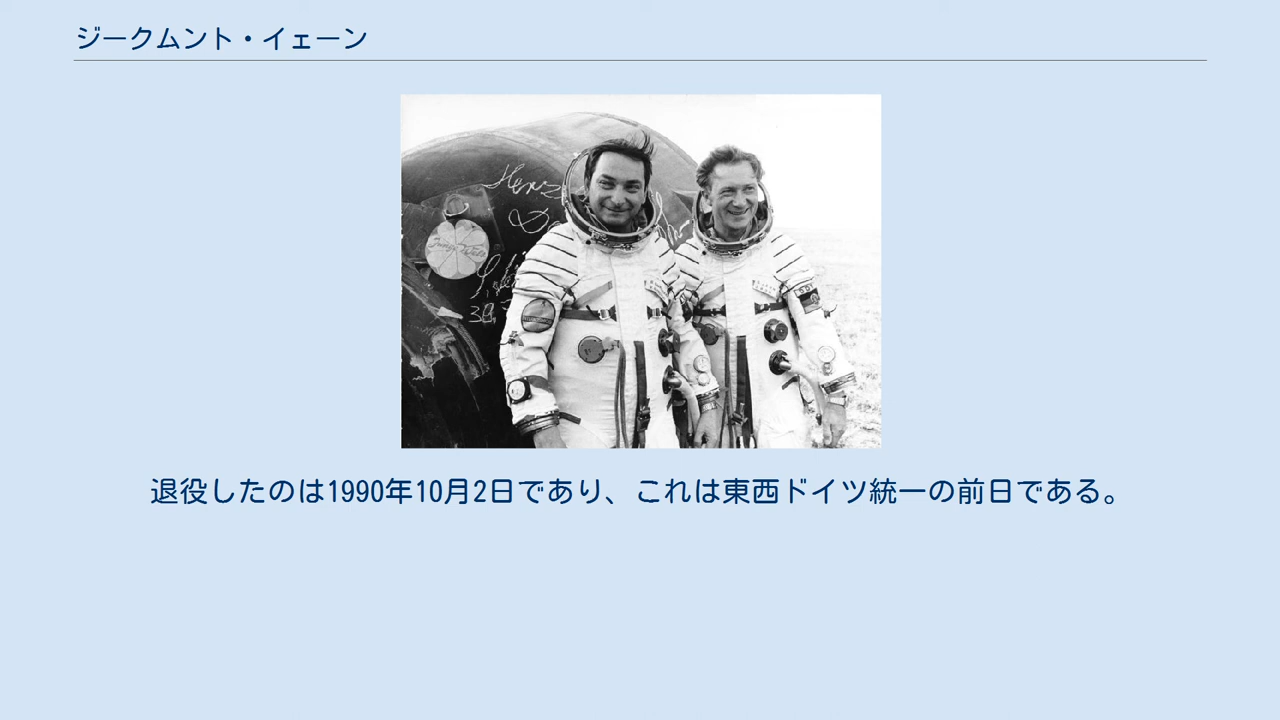 ジークムント・イェーン
退役したのは1990年10月2日であり、これは東西ドイツ統一の前日である。